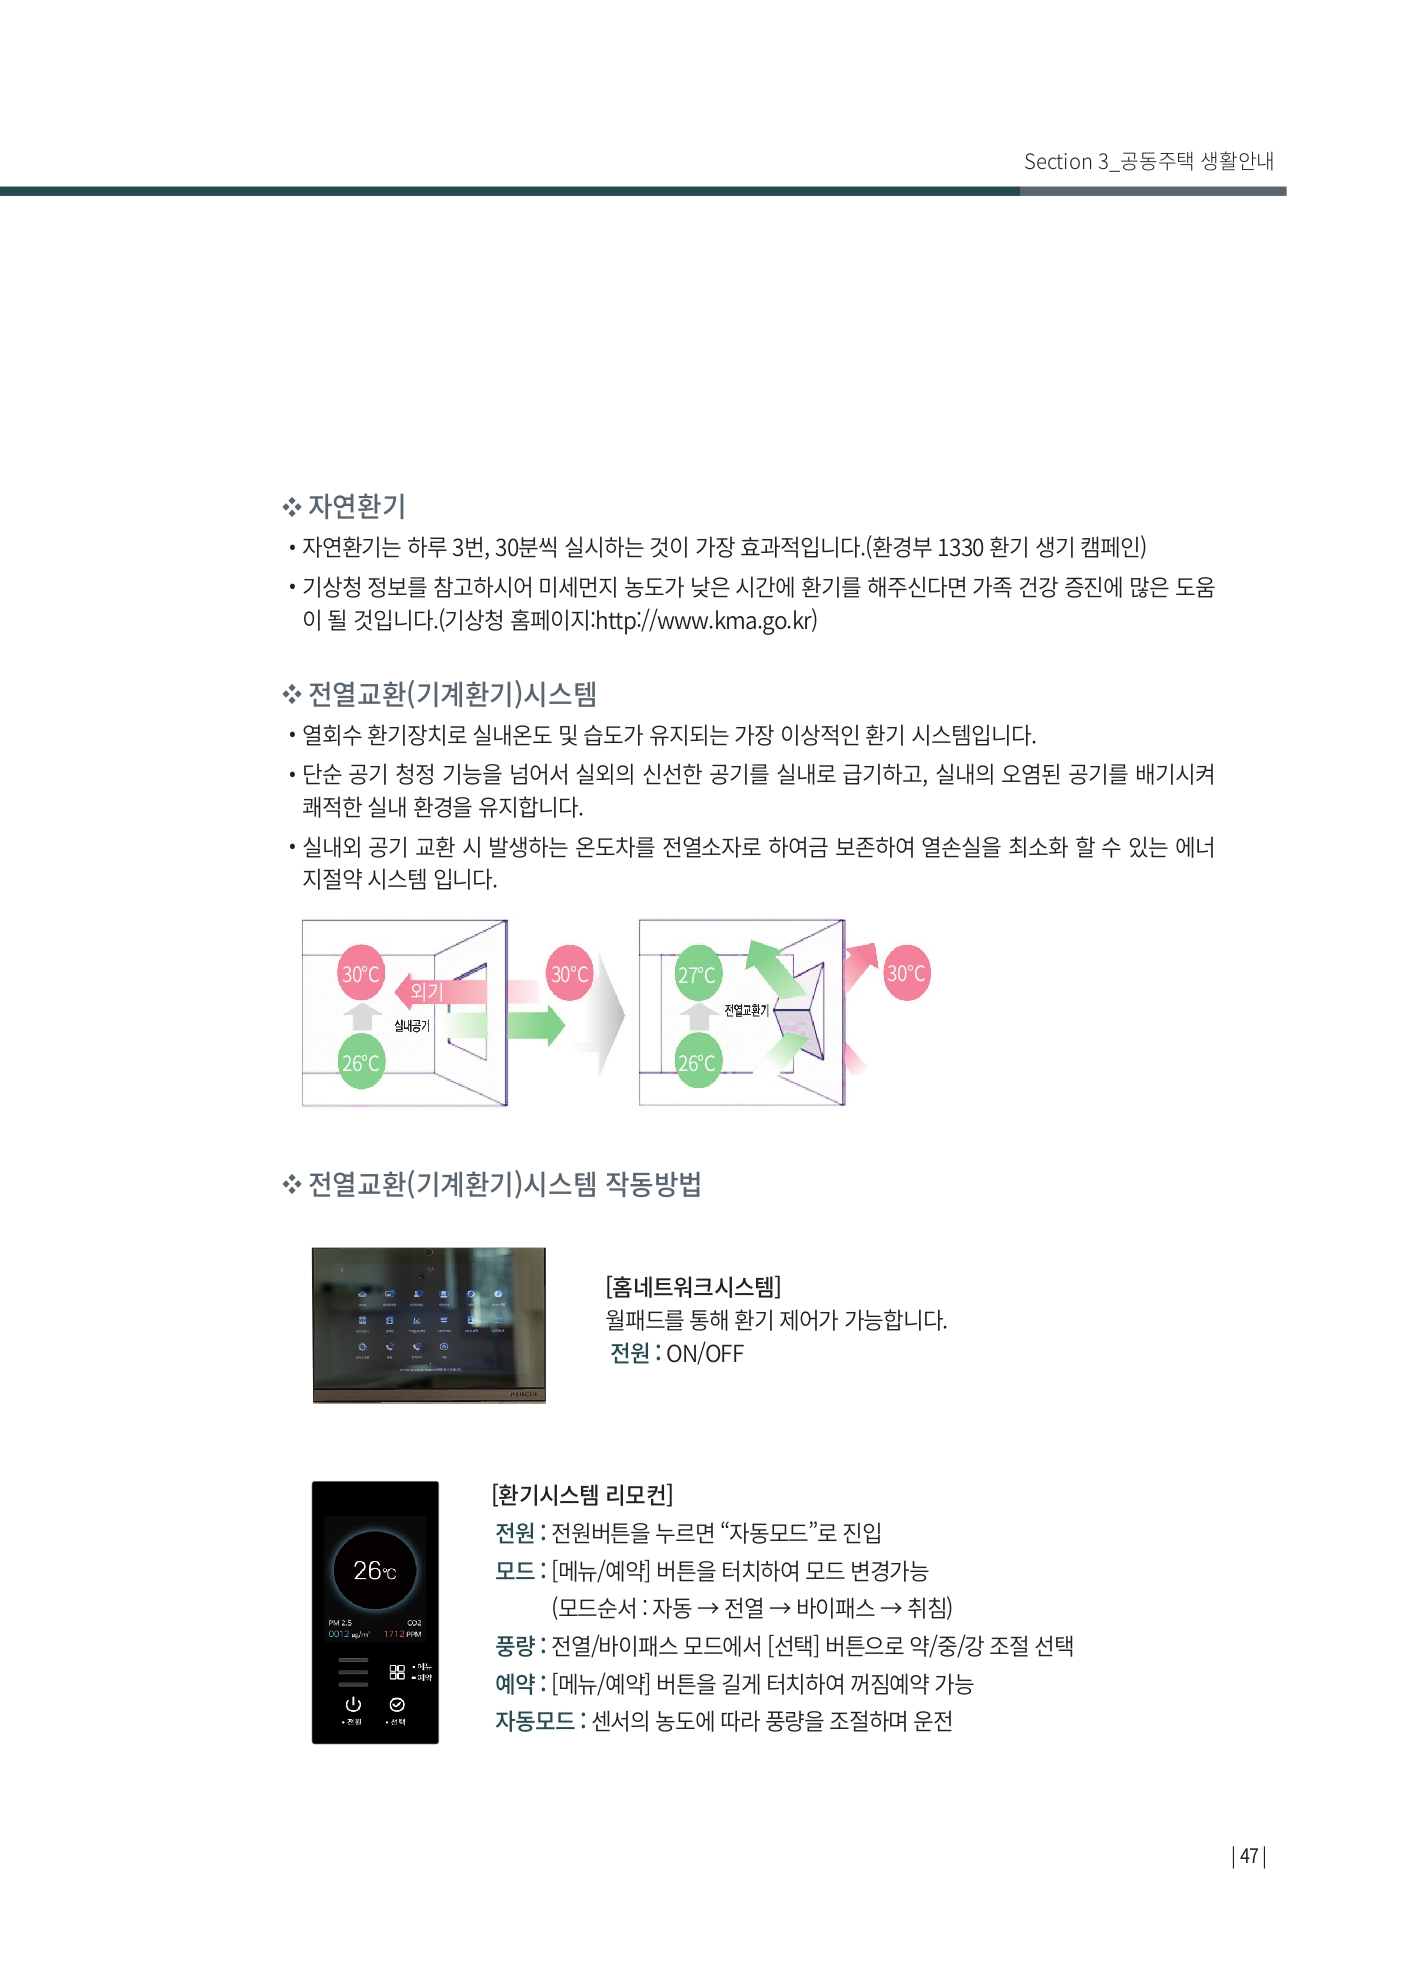 Section 3_공동주택 생활안내
❖ 자연환기
• 자연환기는 하루 3번, 30분씩 실시하는 것이 가장 효과적입니다.(환경부 1330 환기 생기 캠페인)
• 기상청 정보를 참고하시어 미세먼지 농도가 낮은 시간에 환기를 해주신다면 가족 건강 증진에 많은 도움
이 될 것입니다.(기상청 홈페이지:http://www.kma.go.kr)
❖ 전열교환(기계환기)시스템
• 열회수 환기장치로 실내온도 및 습도가 유지되는 가장 이상적인 환기 시스템입니다.
• 단순 공기 청정 기능을 넘어서 실외의 신선한 공기를 실내로 급기하고, 실내의 오염된 공기를 배기시켜
쾌적한 실내 환경을 유지합니다.
• 실내외 공기 교환 시 발생하는 온도차를 전열소자로 하여금 보존하여 열손실을 최소화 할 수 있는 에너
지절약 시스템 입니다.
30℃
외기
30℃
실내공기
26℃
27℃
전열교환기
30℃
26℃
❖ 전열교환(기계환기)시스템 작동방법
[홈네트워크시스템]
월패드를 통해 환기 제어가 가능합니다.
전원 : ON/OFF
26℃
PM 2.5 CO2
0012 ㎍/㎥ 1712 PPM
• 메뉴
• 예약
• 전원 • 선택
[환기시스템 리모컨]
전원 : 전원버튼을 누르면 “자동모드”로 진입
모드 : [메뉴/예약] 버튼을 터치하여 모드 변경가능
(모드순서 : 자동 → 전열 → 바이패스 → 취침)
풍량 : 전열/바이패스 모드에서 [선택] 버튼으로 약/중/강 조절 선택
예약 : [메뉴/예약] 버튼을 길게 터치하여 꺼짐예약 가능
자동모드 : 센서의 농도에 따라 풍량을 조절하며 운전
| 47 |